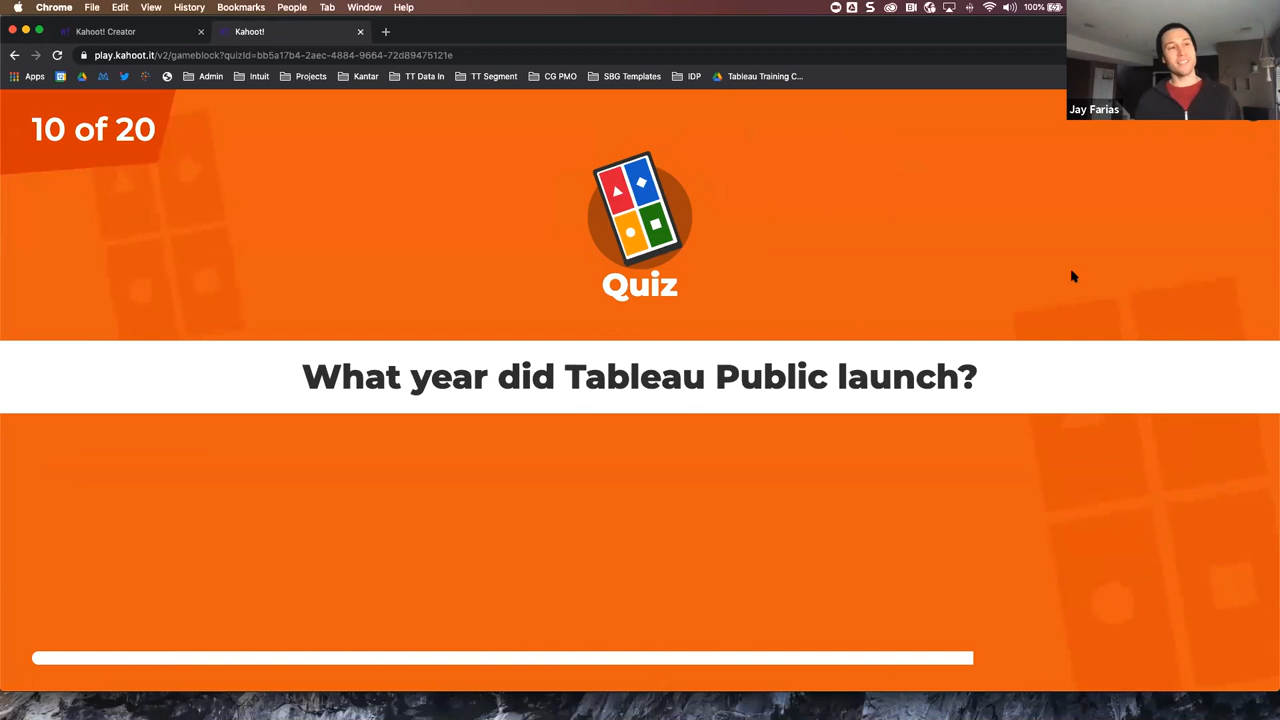 Chrome File Edit View History Bookmarks People Tab Window Help 100%
Kahoot! Creator Kahoot!
play.kahoot.it/v2/gameblock?quizId=bb5a17b4-2aec-4884-9664-72d89475121e
Apps Admin Intuit Projects Kantar TT Data In TT Segment CG PMO SBG Templates IDP Tableau Training C...
Jay Farias
10 of 20
Quiz
What year did Tableau Public launch?